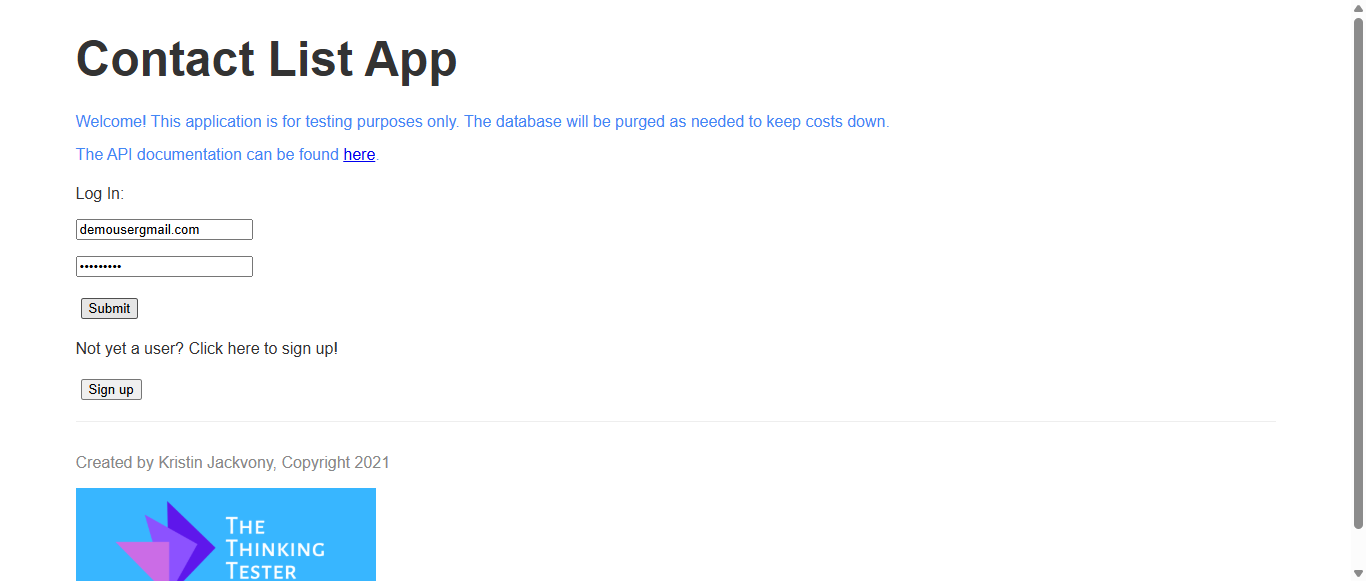 Contact List App
Welcome! This application is for testing purposes only. The database will be purged as needed to keep costs down.
The API documentation can be found here.
Log In:
demousergmail.com
•••••••••
Submit
Not yet a user? Click here to sign up!
Sign up
Created by Kristin Jackvony, Copyright 2021
THE
THINKING
TESTER